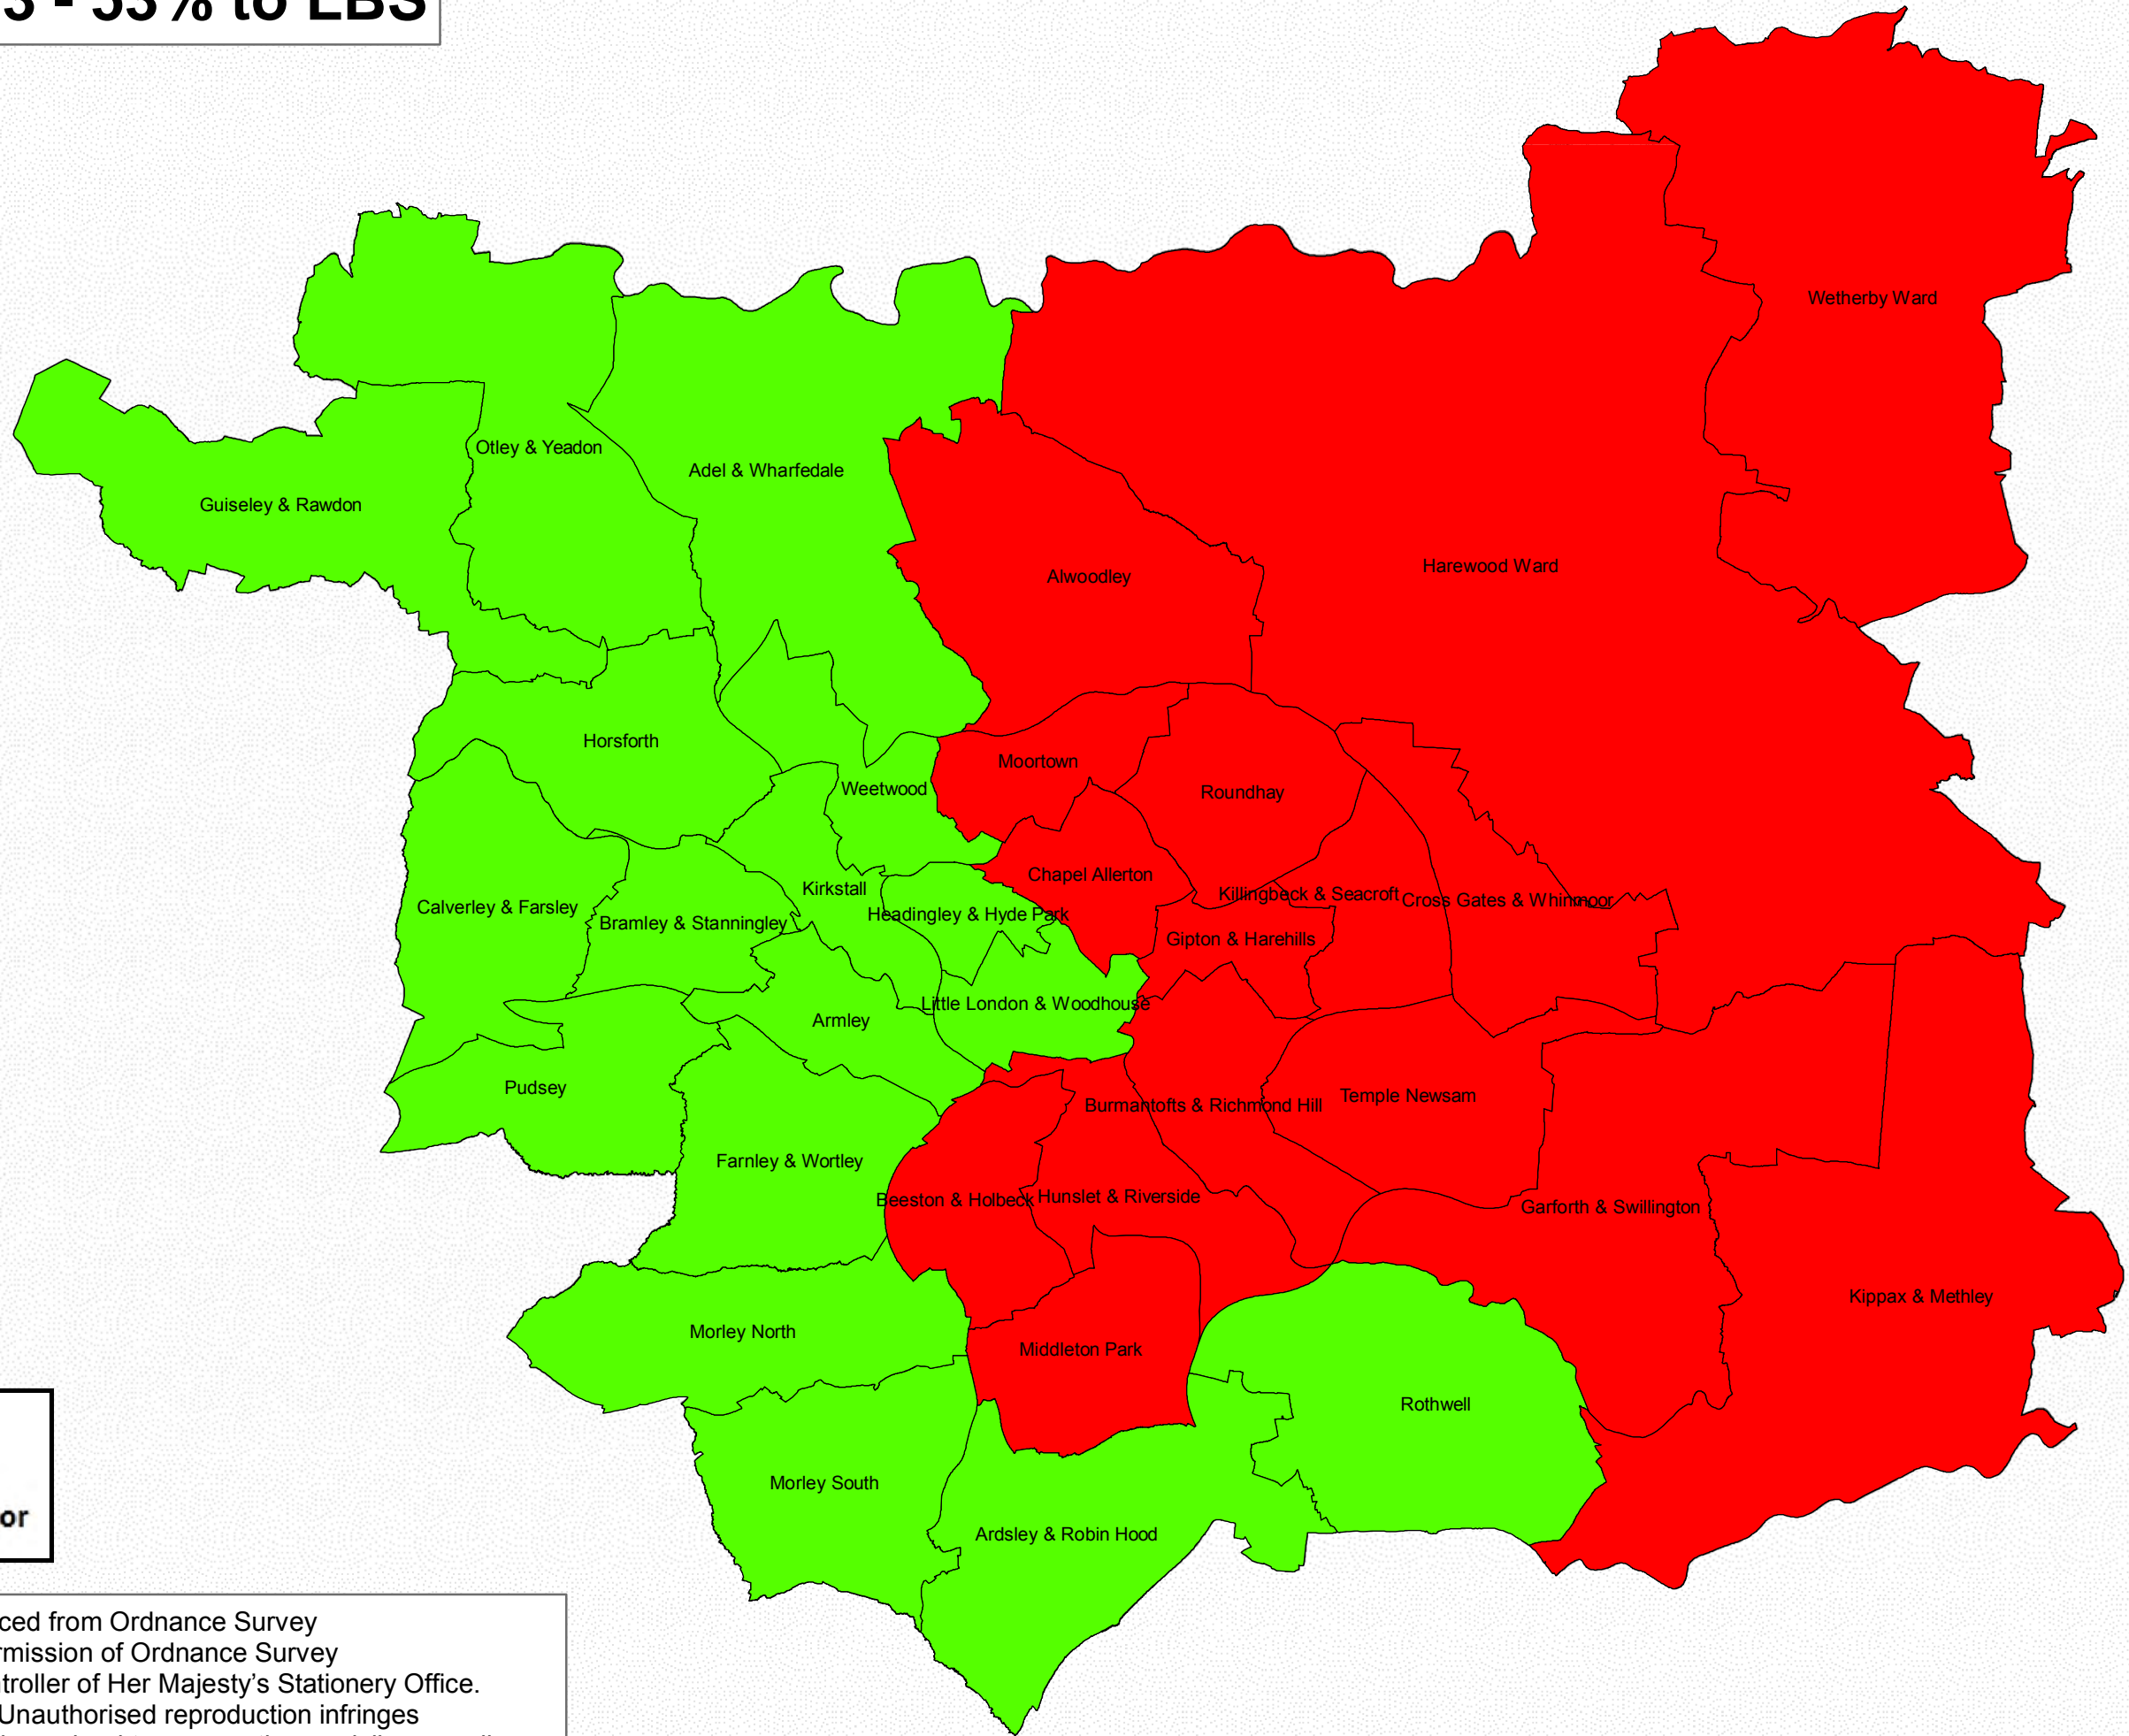 3 - 53% to LBS
Wetherby Ward
Otley & Yeadon
Adel & Wharfedale
Guiseley & Rawdon
Harewood Ward
Alwoodley
Horsforth
Moortown
Weetwood
Roundhay
Chapel Allerton
Kirkstall
Killingbeck & Seacroft
Cross Gates & Whinmoor
Calverley & Farsley
Headingley & Hyde Park
Bramley & Stanningley
Gipton & Harehills
Little London & Woodhouse
Armley
Pudsey
Temple Newsam
Burmantofts & Richmond Hill
Farnley & Wortley
Beeston & Holbeck
Hunslet & Riverside
Garforth & Swillington
Kippax & Methley
Morley North
Middleton Park
Rothwell
Morley South
Ardsley & Robin Hood
or
ced from Ordnance Survey
rmission of Ordnance Survey
troller of Her Majesty's Stationery Office.
Unauthorised reproduction infringes